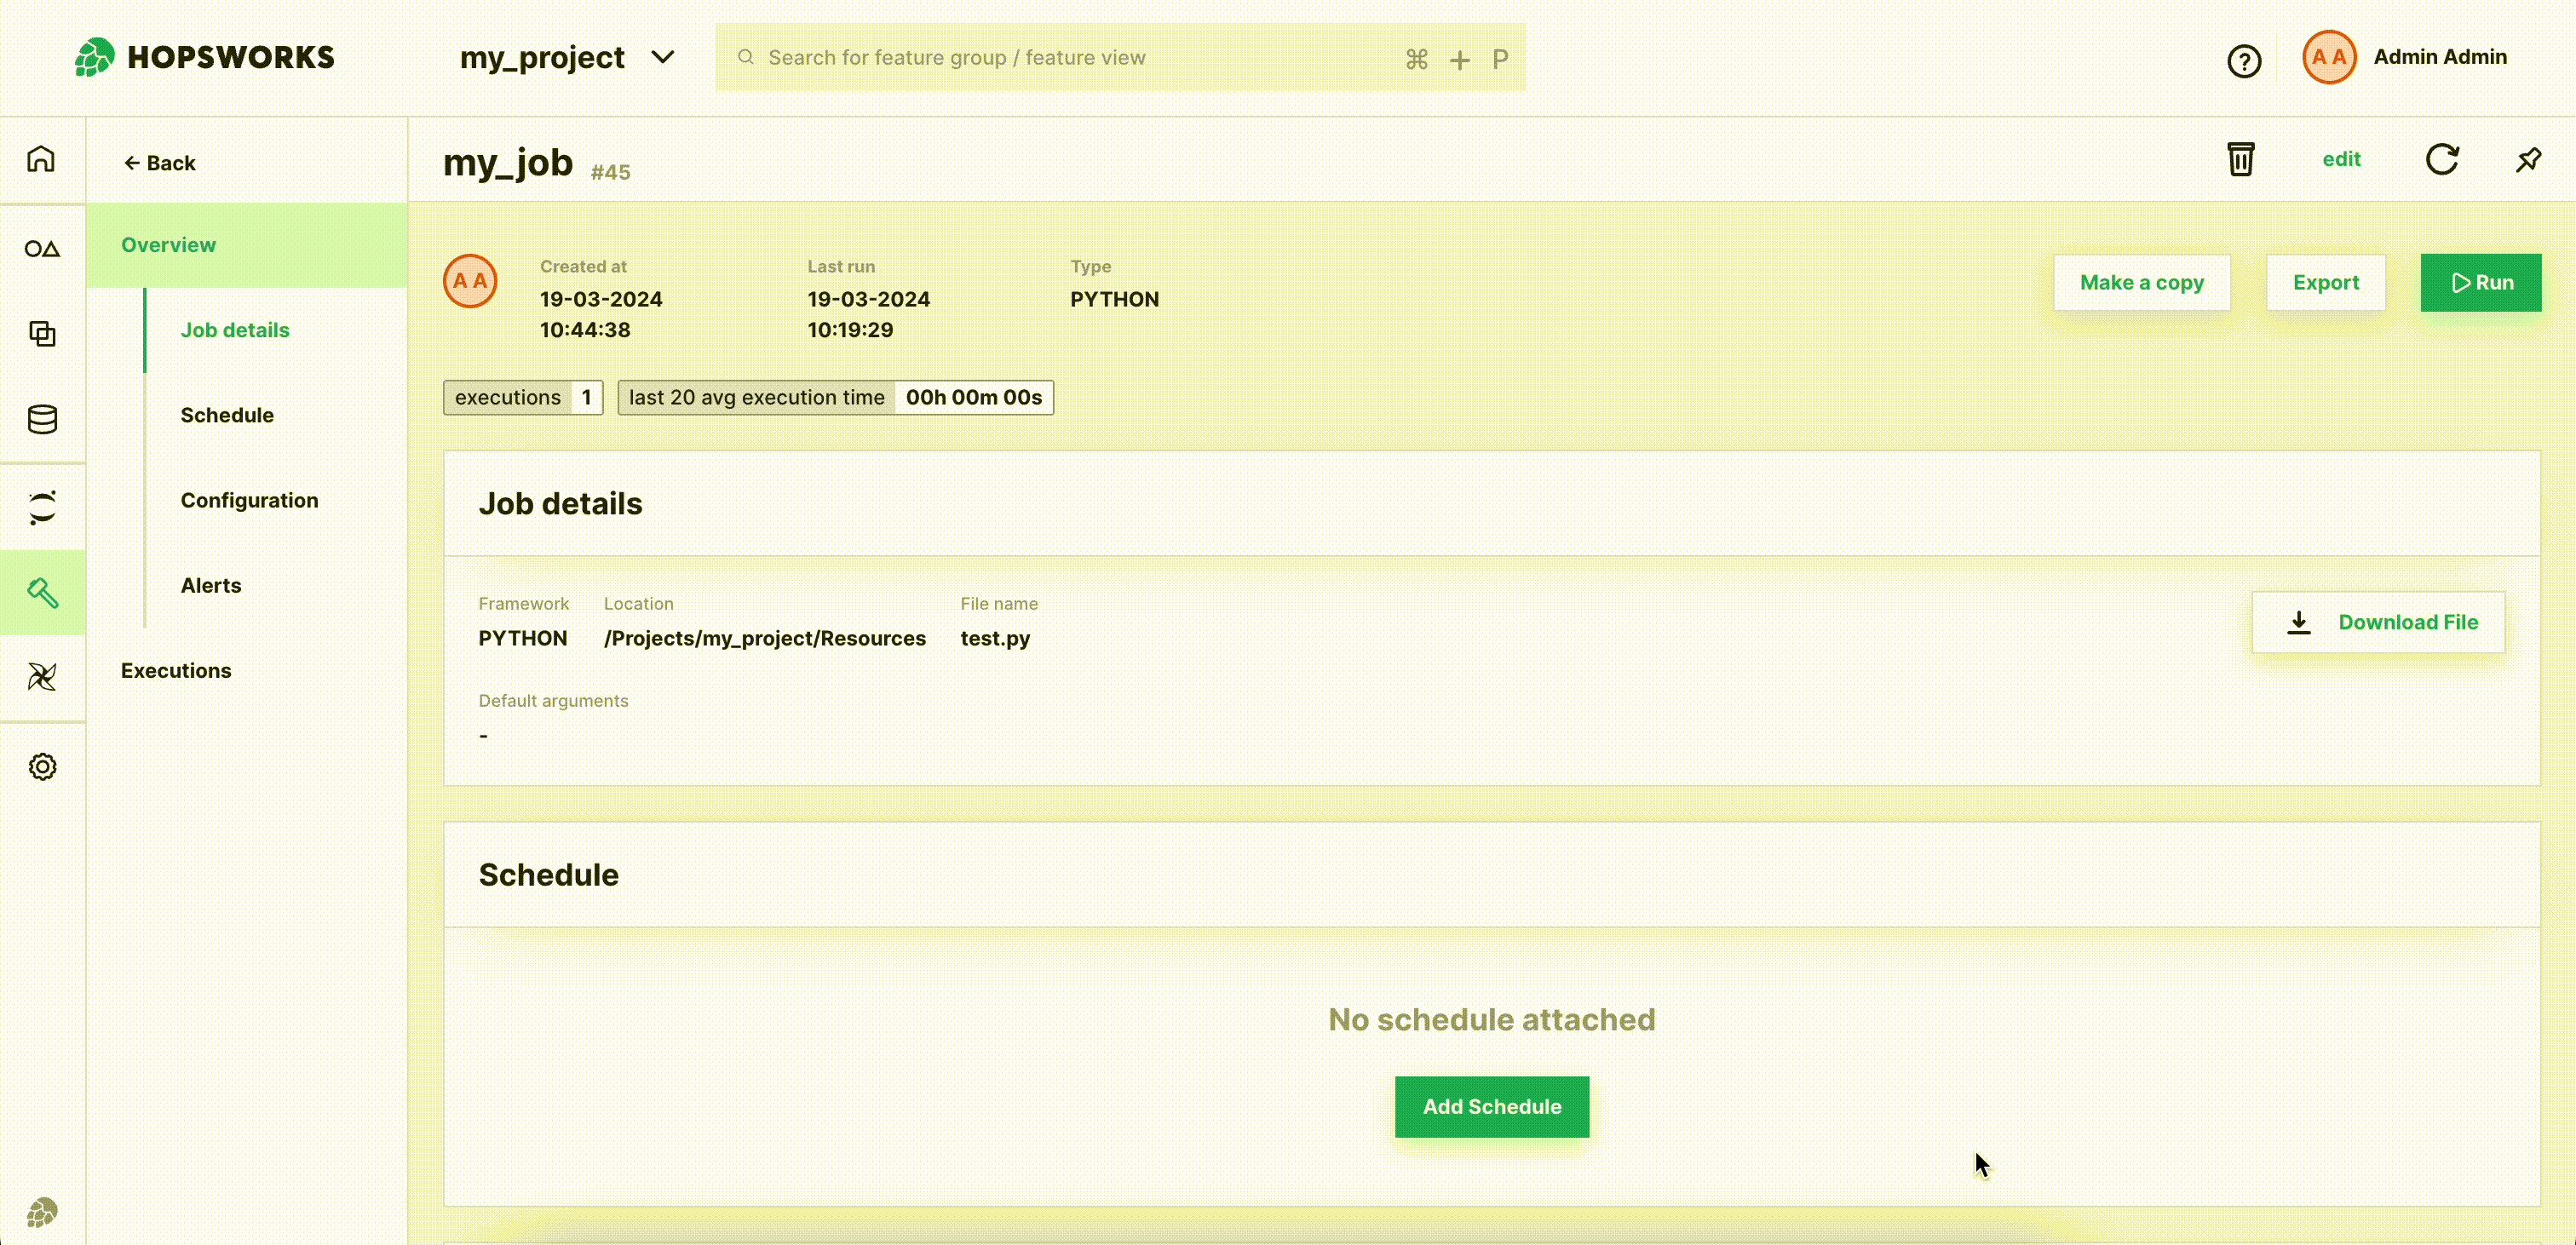 HOPSWORKS
my_project
Search for feature group / feature view
⌘ + P
A A
Admin Admin
← Back
Overview
Job details
Schedule
Configuration
Alerts
Executions
my_job #45
edit
A A
Created at
19-03-2024
10:44:38
Last run
19-03-2024
10:19:29
Type
PYTHON
Make a copy
Export
Run
executions 1
last 20 avg execution time 00h 00m 00s
Job details
Framework
PYTHON
Location
/Projects/my_project/Resources
File name
test.py
Download File
Default arguments
-
Schedule
No schedule attached
Add Schedule